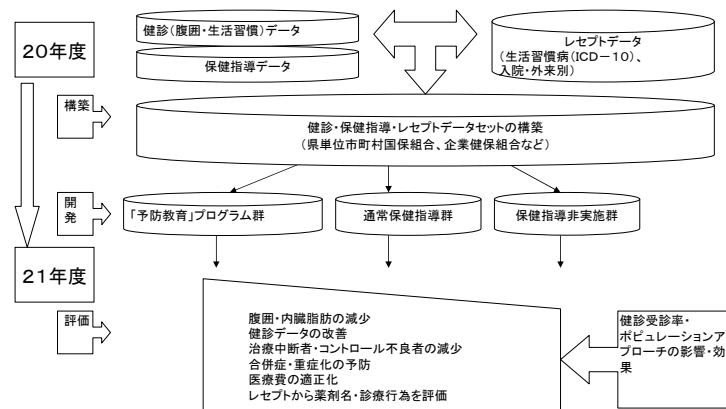 20年度
健診(腹囲・生活習慣)データ
保健指導データ
レセプトデータ
(生活習慣病(ICD-10)、
入院・外来別)
構築
健診・保健指導・レセプトデータセットの構築
(県単位市町村国保組合、企業健保組合など)
開
発
「予防教育」プログラム群
通常保健指導群
保健指導非実施群
21年度
評価
腹囲・内臓脂肪の減少
健診データの改善
治療中断者・コントロール不良者の減少
合併症・重症化の予防
医療費の適正化
レセプトから薬剤名・診療行為を評価
健診受診率・
ポピュレーションア
プローチの影響・効
果